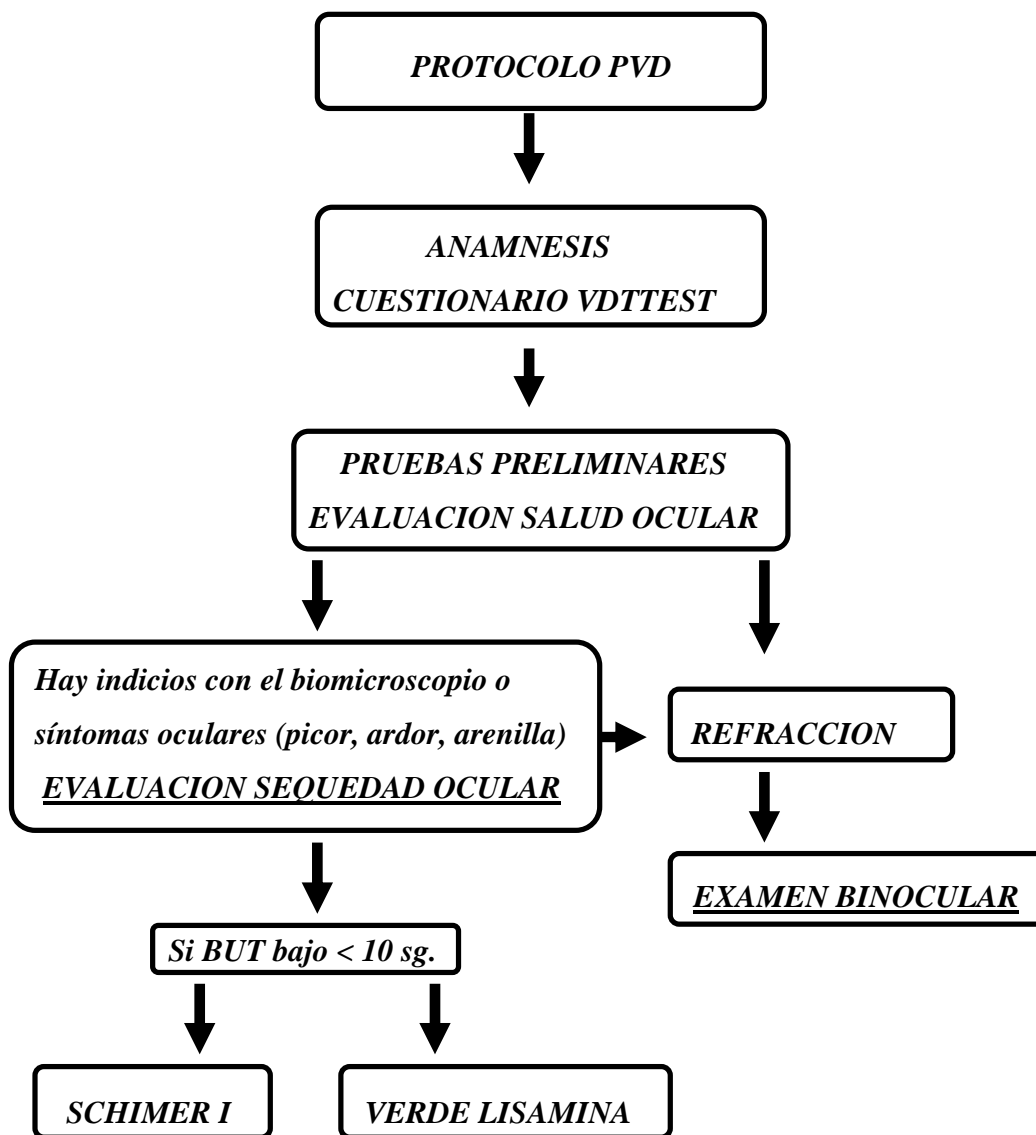 PROTOCOLO PVD
ANAMNESIS
CUESTIONARIO VDTTEST
PRUEBAS PRELIMINARES
EVALUACION SALUD OCULAR
Hay indicios con el biomicroscopio o
síntomas oculares (picor, ardor, arenilla)
EVALUACION SEQUEDAD OCULAR
REFRACCION
EXAMEN BINOCULAR
Si BUT bajo < 10 sg.
SCHIMER I
VERDE LISAMINA